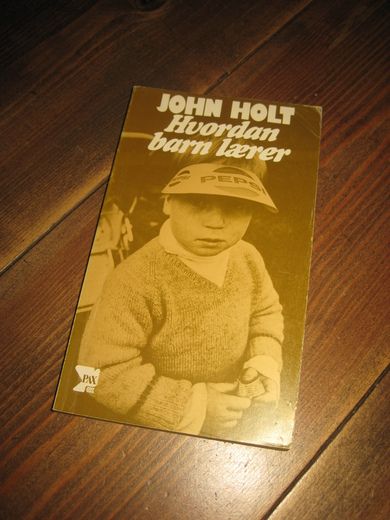 JOHN HOLT
Hvordan
barn lærer
PEPSI
PAX